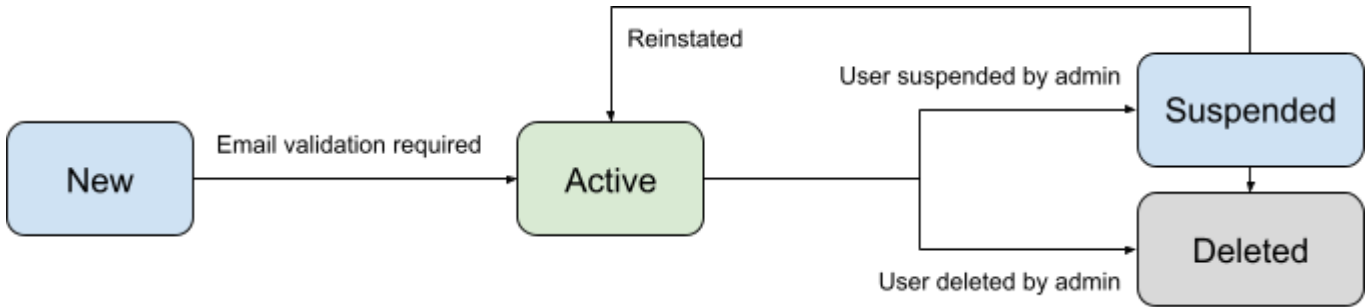 Reinstated
User suspended by admin
Suspended
Email validation required
New
Active
Deleted
User deleted by admin